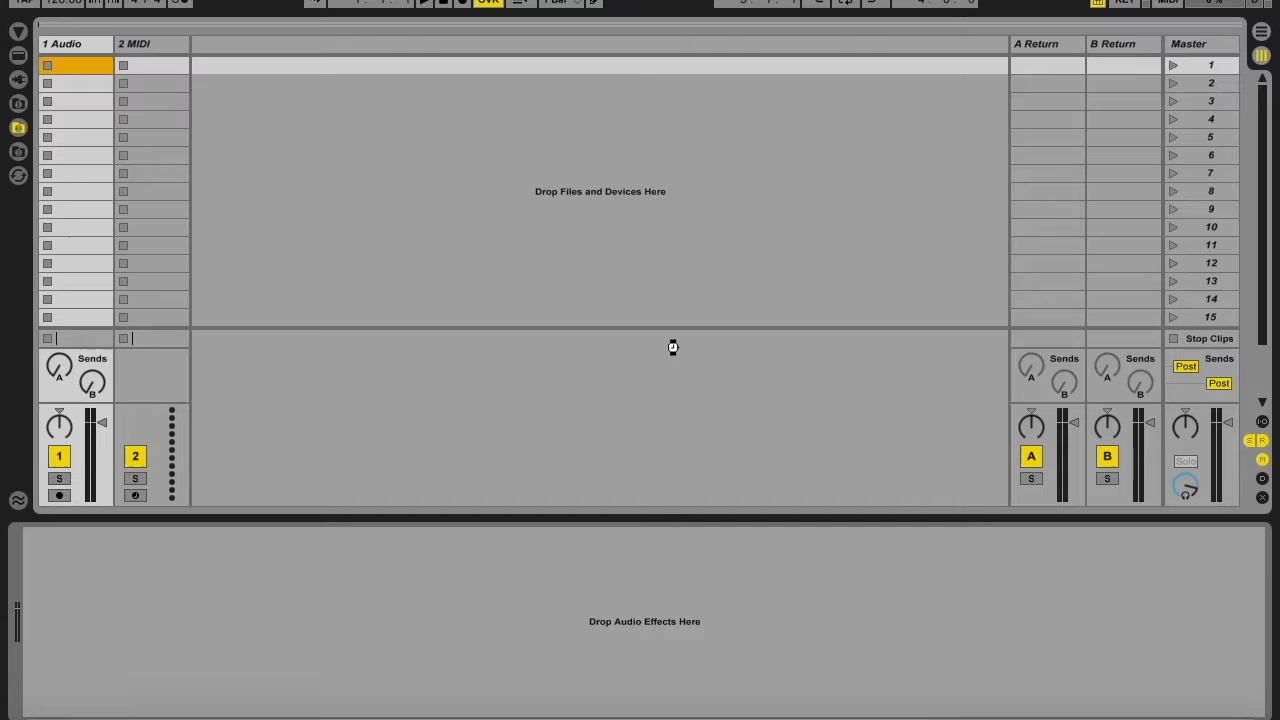 1 Audio
2 MIDI
A Return
B Return
Master
1
2
3
4
5
6
7
8
9
10
11
12
13
14
15
Drop Files and Devices Here
Stop Clips
Sends
A
B
Sends
A
B
Sends
A
B
Sends
Post
Post
1
2
A
B
Solo
S
S
S
S
I·O
S
R
M
D
X
Drop Audio Effects Here